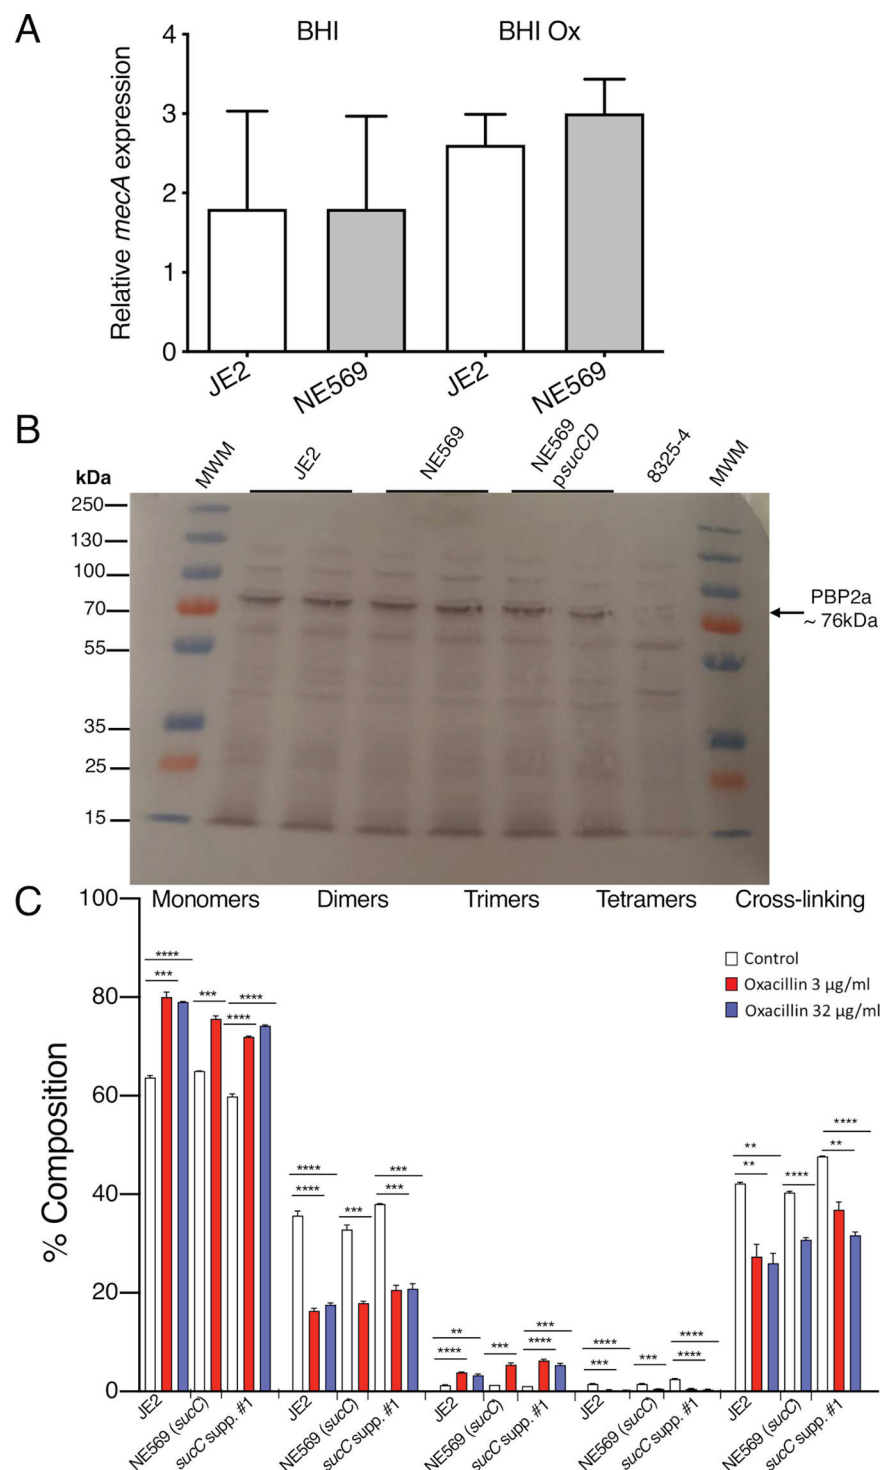 A
BHI
BHI Ox
Relative mecA expression
4
3
2
1
0
JE2
NE569
JE2
NE569
B
kDa
MWM
JE2
NE569
NE569
psucCD
8325-4
MWM
250
130
100
70
55
35
25
15
PBP2a
~ 76kDa
C
Monomers
Dimers
Trimers
Tetramers
Cross-linking
Control
Oxacillin 3 µg/ml
Oxacillin 32 µg/ml
% Composition
100
80
60
40
20
0
****
***
***
****
****
****
****
***
***
***
**
****
***
***
****
****
***
***
****
****
**
**
****
****
**
JE2
NE569 (sucC)
sucC supp. #1
JE2
NE569 (sucC)
sucC supp. #1
JE2
NE569 (sucC)
sucC supp. #1
JE2
NE569 (sucC)
sucC supp. #1
JE2
NE569 (sucC)
sucC supp. #1